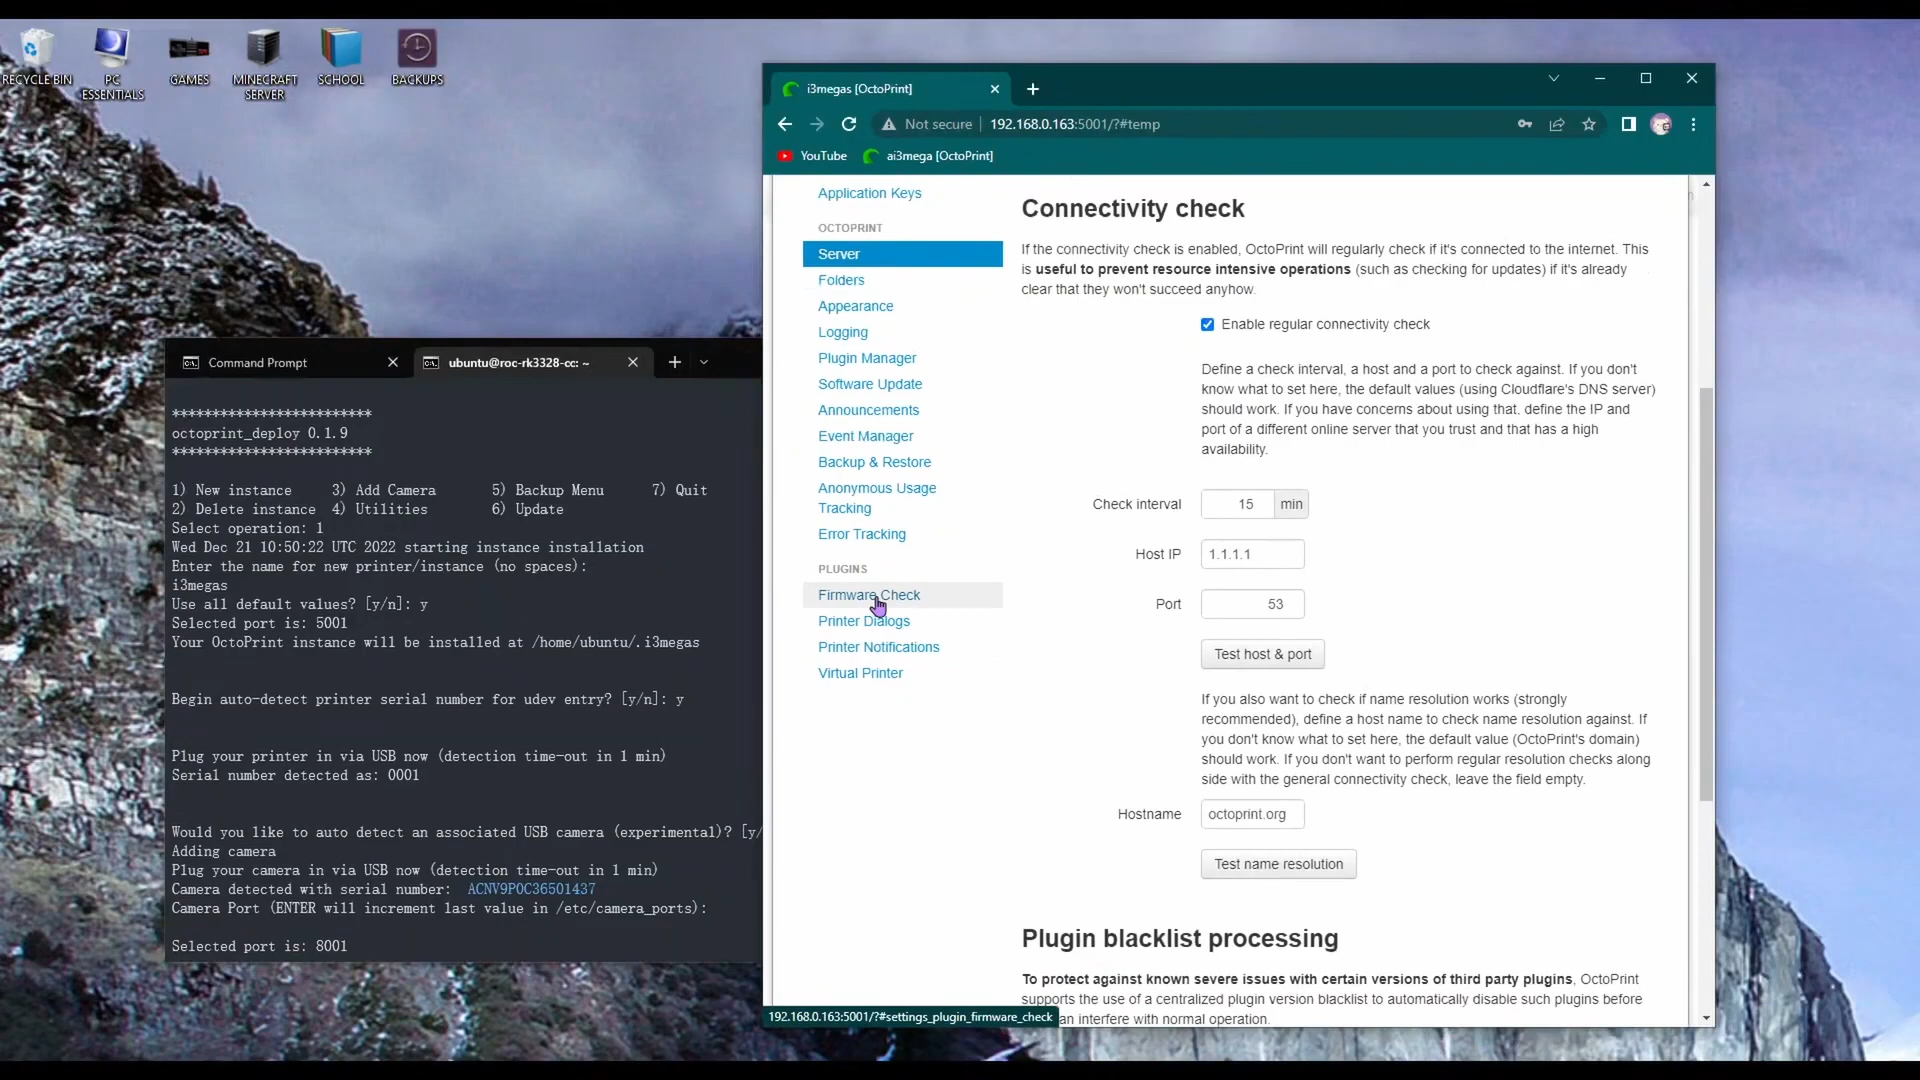 RECYCLE BIN
PC ESSENTIALS
GAMES
MINECRAFT SERVER
SCHOOL
BACKUPS
Command Prompt
ubuntu@roc-rk3328-cc: ~
*************************
octoprint_deploy 0.1.9
*************************
1) New instance 3) Add Camera 5) Backup Menu 7) Quit
2) Delete instance 4) Utilities 6) Update
Select operation: 1
Wed Dec 21 10:50:22 UTC 2022 starting instance installation
Enter the name for new printer/instance (no spaces):
i3megas
Use all default values? [y/n]: y
Selected port is: 5001
Your OctoPrint instance will be installed at /home/ubuntu/.i3megas
Begin auto-detect printer serial number for udev entry? [y/n]: y
Plug your printer in via USB now (detection time-out in 1 min)
Serial number detected as: 0001
Would you like to auto detect an associated USB camera (experimental)? [y/
Adding camera
Plug your camera in via USB now (detection time-out in 1 min)
Camera detected with serial number: ACNV9P0C36501437
Camera Port (ENTER will increment last value in /etc/camera_ports):
Selected port is: 8001
i3megas [OctoPrint]
Not secure
192.168.0.163:5001/?#temp
YouTube
ai3mega [OctoPrint]
Application Keys
OCTOPRINT
Server
Folders
Appearance
Logging
Plugin Manager
Software Update
Announcements
Event Manager
Backup & Restore
Anonymous Usage
Tracking
Error Tracking
PLUGINS
Firmware Check
Printer Dialogs
Printer Notifications
Virtual Printer
Connectivity check
If the connectivity check is enabled, OctoPrint will regularly check if it's connected to the internet. This
is useful to prevent resource intensive operations (such as checking for updates) if it's already
clear that they won't succeed anyhow.
Enable regular connectivity check
Define a check interval, a host and a port to check against. If you don't
know what to set here, the default values (using Cloudflare's DNS server)
should work. If you have concerns about using that. define the IP and
port of a different online server that you trust and that has a high
availability.
Check interval
15
min
Host IP
1.1.1.1
Port
53
Test host & port
If you also want to check if name resolution works (strongly
recommended), define a host name to check name resolution against. If
you don't know what to set here, the default value (OctoPrint's domain)
should work. If you don't want to perform regular resolution checks along
side with the general connectivity check, leave the field empty.
Hostname
octoprint.org
Test name resolution
Plugin blacklist processing
To protect against known severe issues with certain versions of third party plugins, OctoPrint
supports the use of a centralized plugin version blacklist to automatically disable such plugins before
an interfere with normal operation.
192.168.0.163:5001/?#settings_plugin_firmware_check